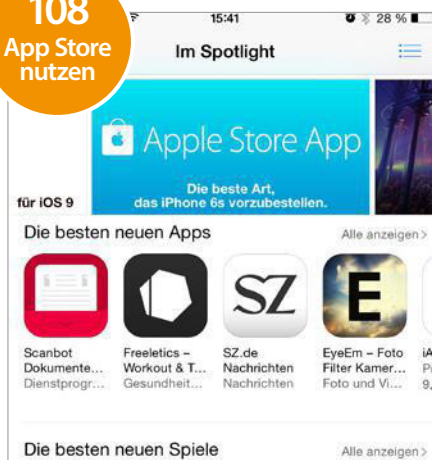 108
App Store
nutzen
15:41
28 %
Im Spotlight
Apple Store App
Die beste Art,
das iPhone 6s vorzubestellen.
für iOS 9
Die besten neuen Apps
Alle anzeigen >
SZ
E
Scanbot
Dokumente...
Dienstprogr...
Freeletics –
Workout & T...
Gesundheit...
SZ.de
Nachrichten
Nachrichten
EyeEm – Foto
Filter Kamer...
Foto und Vi...
Die besten neuen Spiele
Alle anzeigen >